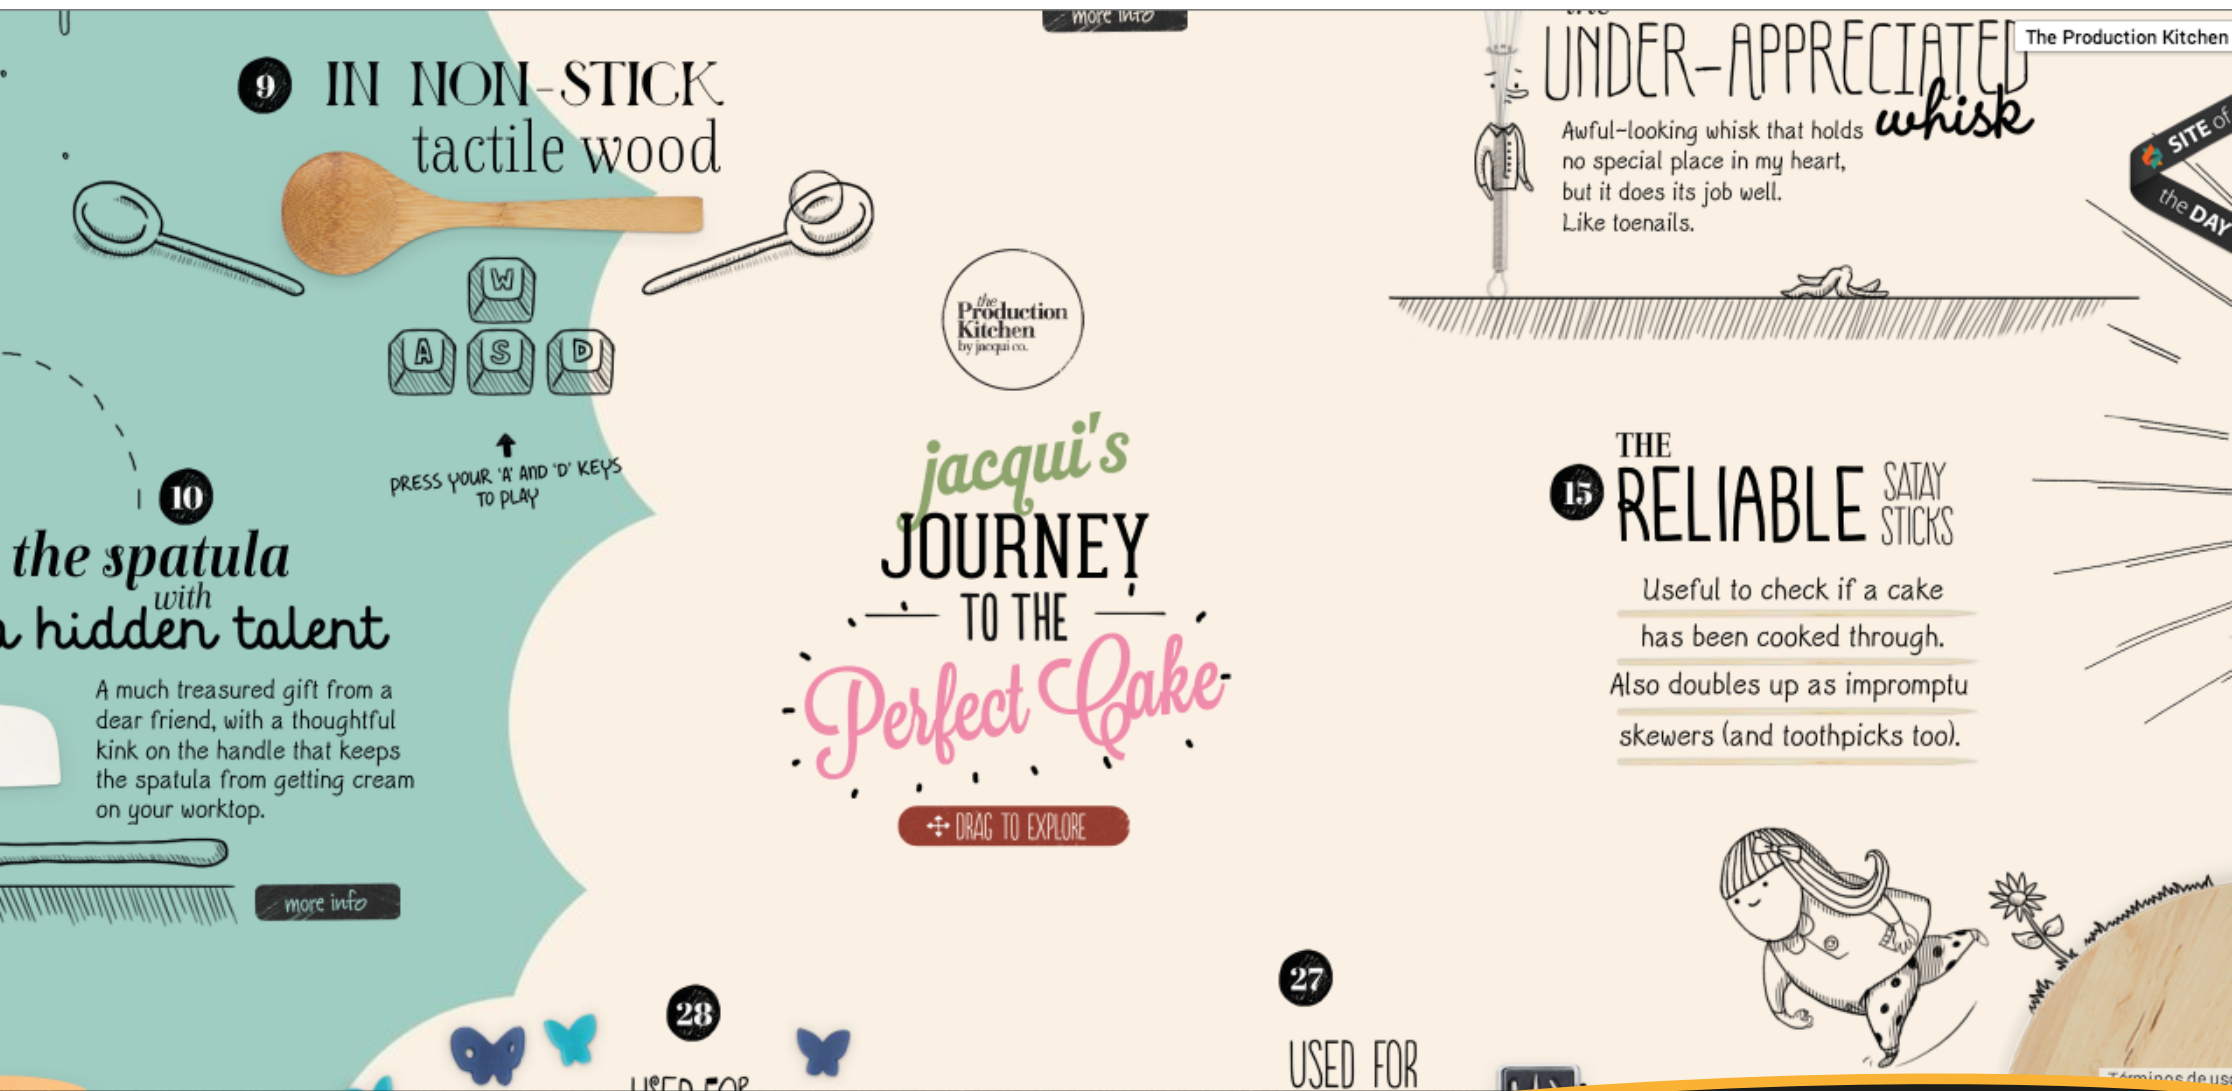 more info
9
IN NON-STICK
tactile wood
W
A S D
PRESS YOUR 'A' AND 'D' KEYS
TO PLAY
10
the spatula
with
a hidden talent
A much treasured gift from a
dear friend, with a thoughtful
kink on the handle that keeps
the spatula from getting cream
on your worktop.
more info
the
Production
Kitchen
by jacqui co.
jacqui's
JOURNEY
TO THE
Perfect Cake
DRAG TO EXPLORE
28
USED FOR
27
USED FOR
the
UNDER-APPRECIATED
whisk
Awful-looking whisk that holds
no special place in my heart,
but it does its job well.
Like toenails.
The Production Kitchen
SITE of
the DAY
15
THE
RELIABLE
SATAY
STICKS
Useful to check if a cake
has been cooked through.
Also doubles up as impromptu
skewers (and toothpicks too).
Términos de uso